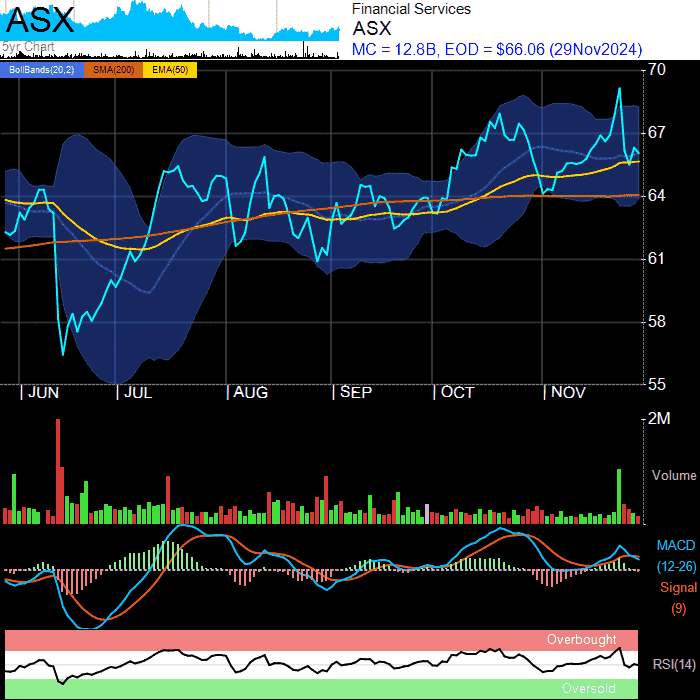 ASX
5yr Chart
Financial Services
ASX
MC = 12.8B, EOD = $66.06 (29Nov2024)
BollBands(20,2) SMA(200) EMA(50)
70
67
64
61
58
55
|JUN |JUL |AUG |SEP |OCT |NOV
2M
Volume
MACD
(12-26)
Signal
(9)
Overbought
RSI(14)
Oversold